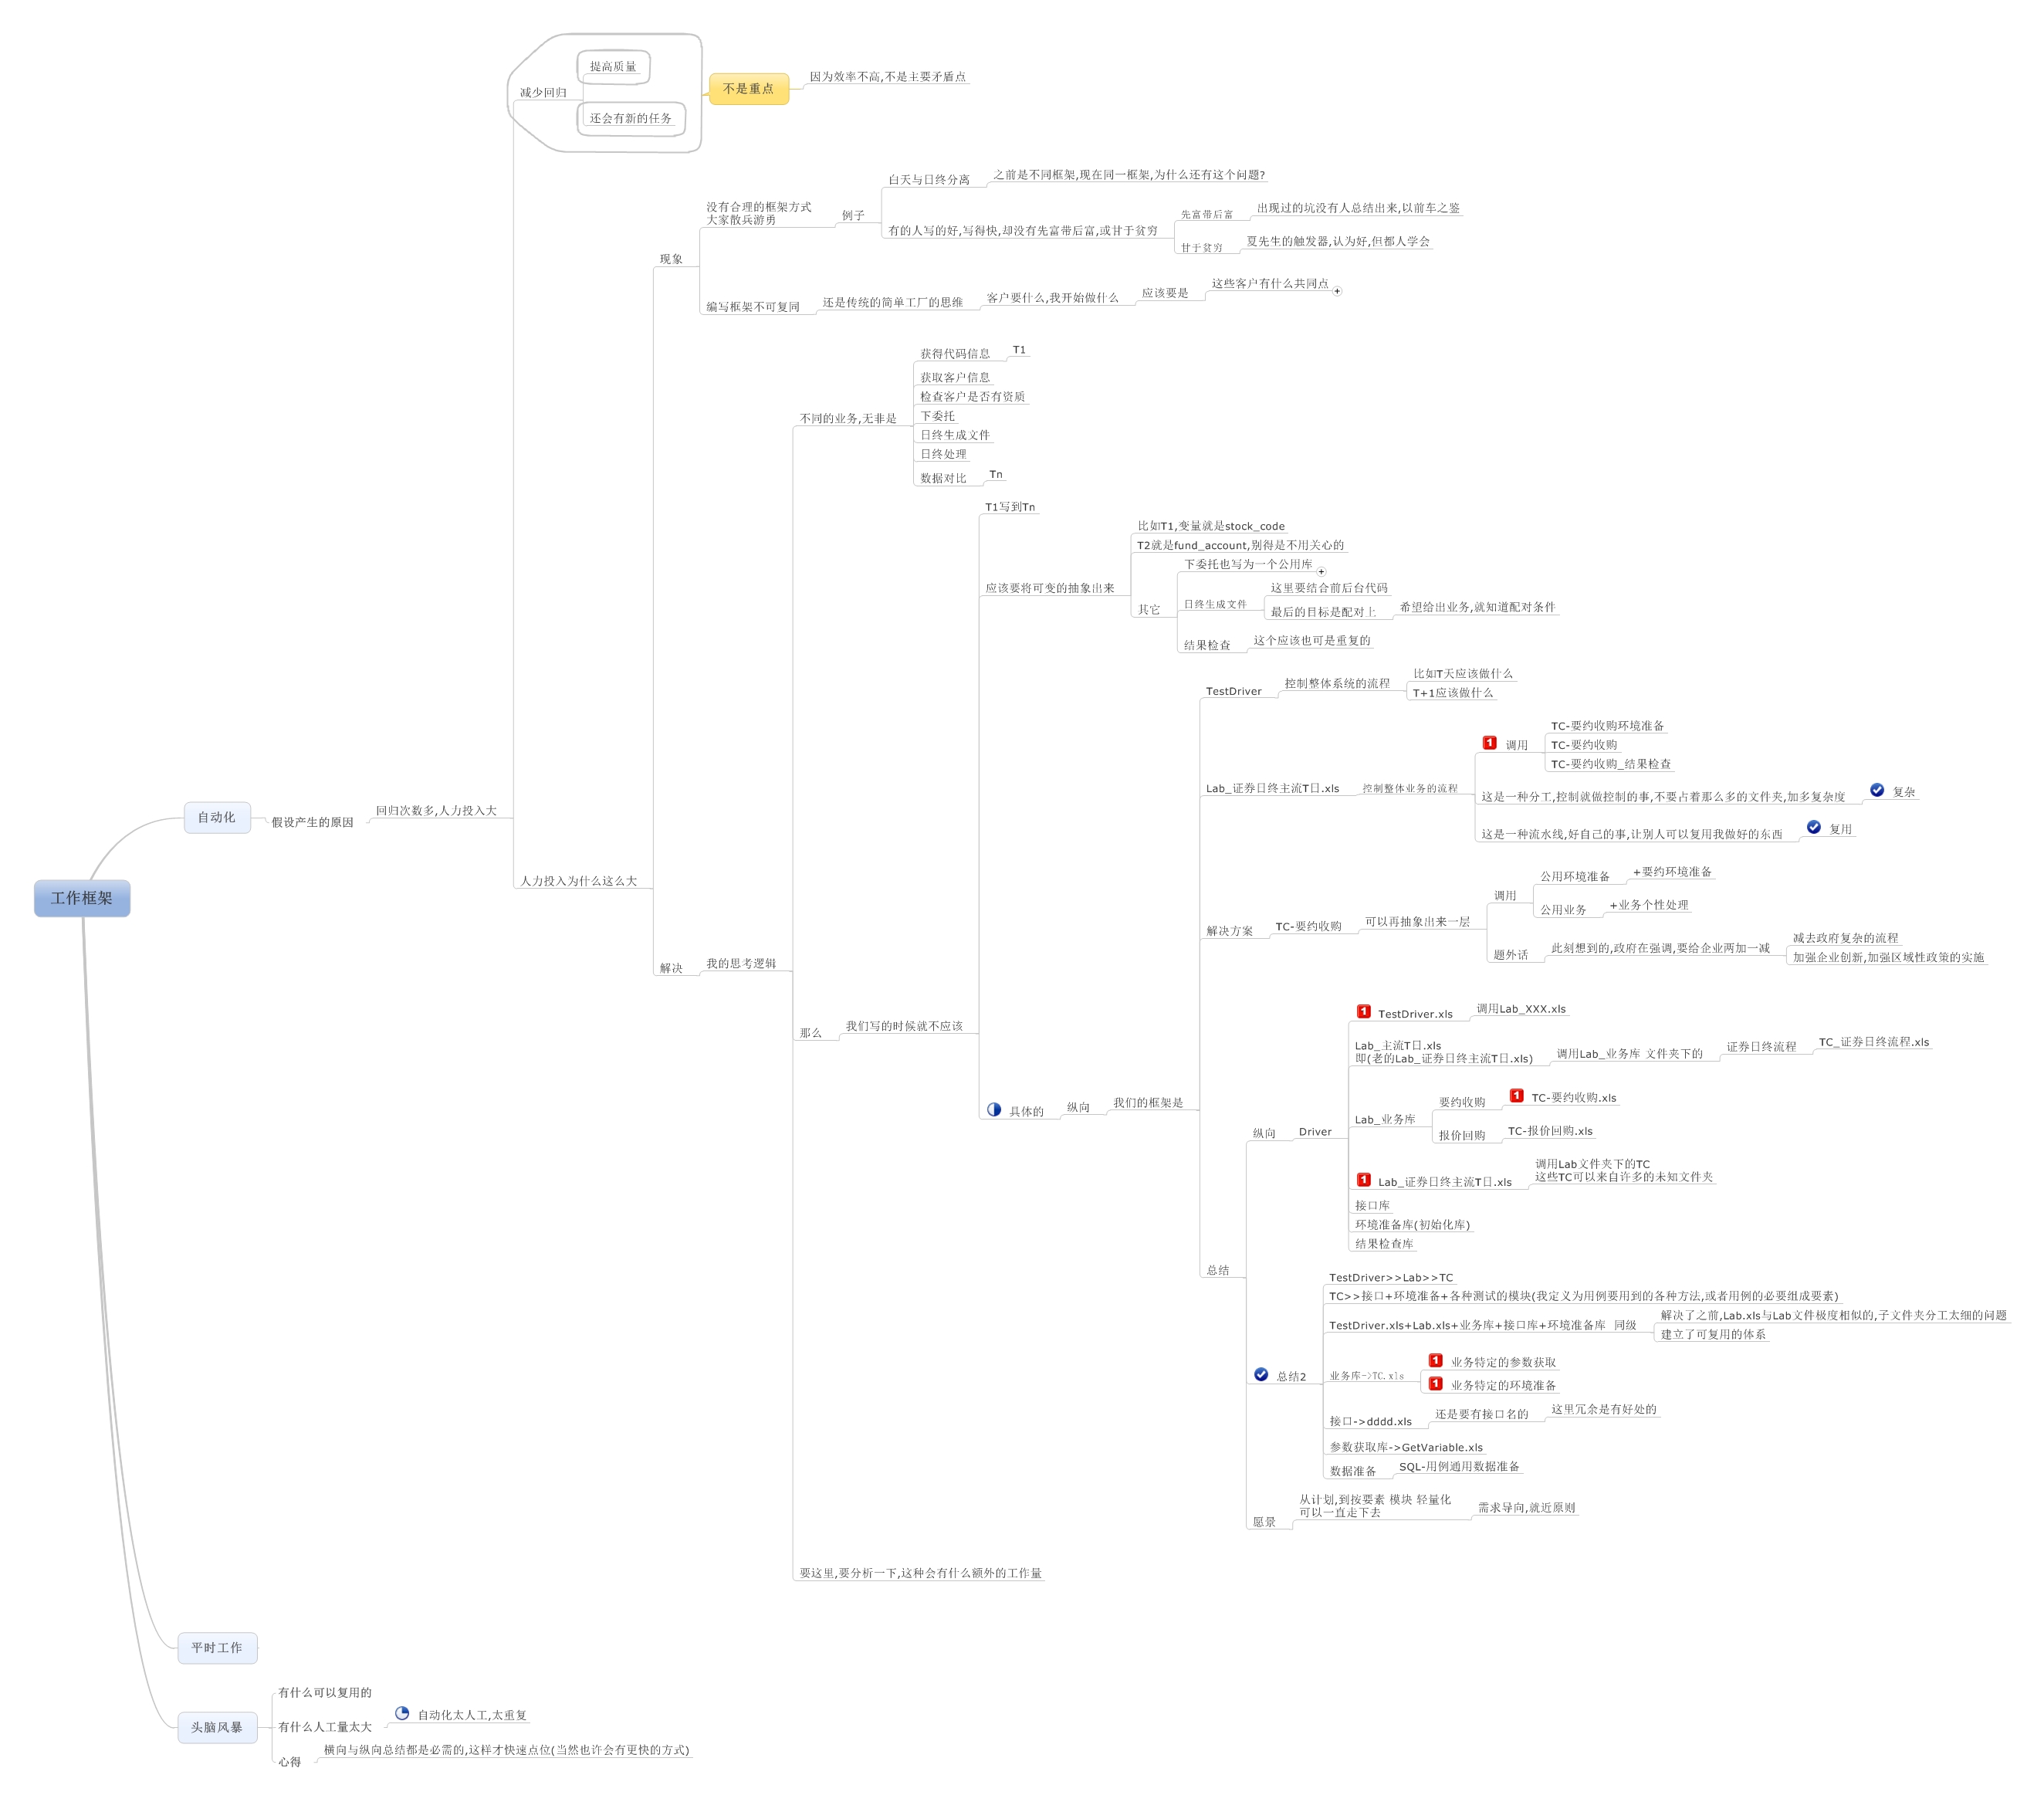 工作框架
自动化
假设产生的原因
回归次数多,人力投入大
减少回归
提高质量
还会有新的任务
不是重点
因为效率不高,不是主要矛盾点
人力投入为什么这么大
现象
没有合理的框架方式
大家散兵游勇
例子
白天与日终分离
之前是不同框架,现在同一框架,为什么还有这个问题?
有的人写的好,写得快,却没有先富带后富,或甘于贫穷
先富带后富
出现过的坑没有人总结出来,以前车之鉴
甘于贫穷
夏先生的触发器,认为好,但都人学会
编写框架不可复同
还是传统的简单工厂的思维
客户要什么,我开始做什么
应该要是
这些客户有什么共同点
解决
我的思考逻辑
不同的业务,无非是
获得代码信息
T1
获取客户信息
检查客户是否有资质
下委托
日终生成文件
日终处理
数据对比
Tn
那么
我们写的时候就不应该
T1写到Tn
应该要将可变的抽象出来
比如T1,变量就是stock_code
T2就是fund_account,别得是不用关心的
其它
下委托也写为一个公用库
日终生成文件
这里要结合前后台代码
最后的目标是配对上
希望给出业务,就知道配对条件
结果检查
这个应该也可是重复的
具体的
纵向
我们的框架是
TestDriver
控制整体系统的流程
比如T天应该做什么
T+1应该做什么
Lab_证券日终主流T日.xls
控制整体业务的流程
1 调用
TC-要约收购环境准备
TC-要约收购
TC-要约收购_结果检查
这是一种分工,控制就做控制的事,不要占着那么多的文件夹,加多复杂度
复杂
这是一种流水线,好自己的事,让别人可以复用我做好的东西
复用
解决方案
TC-要约收购
可以再抽象出来一层
调用
公用环境准备
+要约环境准备
公用业务
+业务个性处理
题外话
此刻想到的,政府在强调,要给企业两加一减
减去政府复杂的流程
加强企业创新,加强区域性政策的实施
总结
纵向
Driver
1 TestDriver.xls
调用Lab_XXX.xls
Lab_主流T日.xls
即(老的Lab_证券日终主流T日.xls)
调用Lab_业务库 文件夹下的
证券日终流程
TC_证券日终流程.xls
Lab_业务库
要约收购
1 TC-要约收购.xls
报价回购
TC-报价回购.xls
1 Lab_证券日终主流T日.xls
调用Lab文件夹下的TC
这些TC可以来自许多的未知文件夹
接口库
环境准备库(初始化库)
结果检查库
总结2
TestDriver>>Lab>>TC
TC>>接口+环境准备+各种测试的模块(我定义为用例要用到的各种方法,或者用例的必要组成要素)
TestDriver.xls+Lab.xls+业务库+接口库+环境准备库 同级
解决了之前,Lab.xls与Lab文件极度相似的,子文件夹分工太细的问题
建立了可复用的体系
业务库->TC.xls
1 业务特定的参数获取
1 业务特定的环境准备
接口->dddd.xls
还是要有接口名的
这里冗余是有好处的
参数获取库->GetVariable.xls
数据准备
SQL-用例通用数据准备
愿景
从计划,到按要素 模块 轻量化
可以一直走下去
需求导向,就近原则
要这里,要分析一下,这种会有什么额外的工作量
平时工作
头脑风暴
有什么可以复用的
有什么人工量太大
自动化太人工,太重复
心得
横向与纵向总结都是必需的,这样才快速点位(当然也许会有更快的方式)